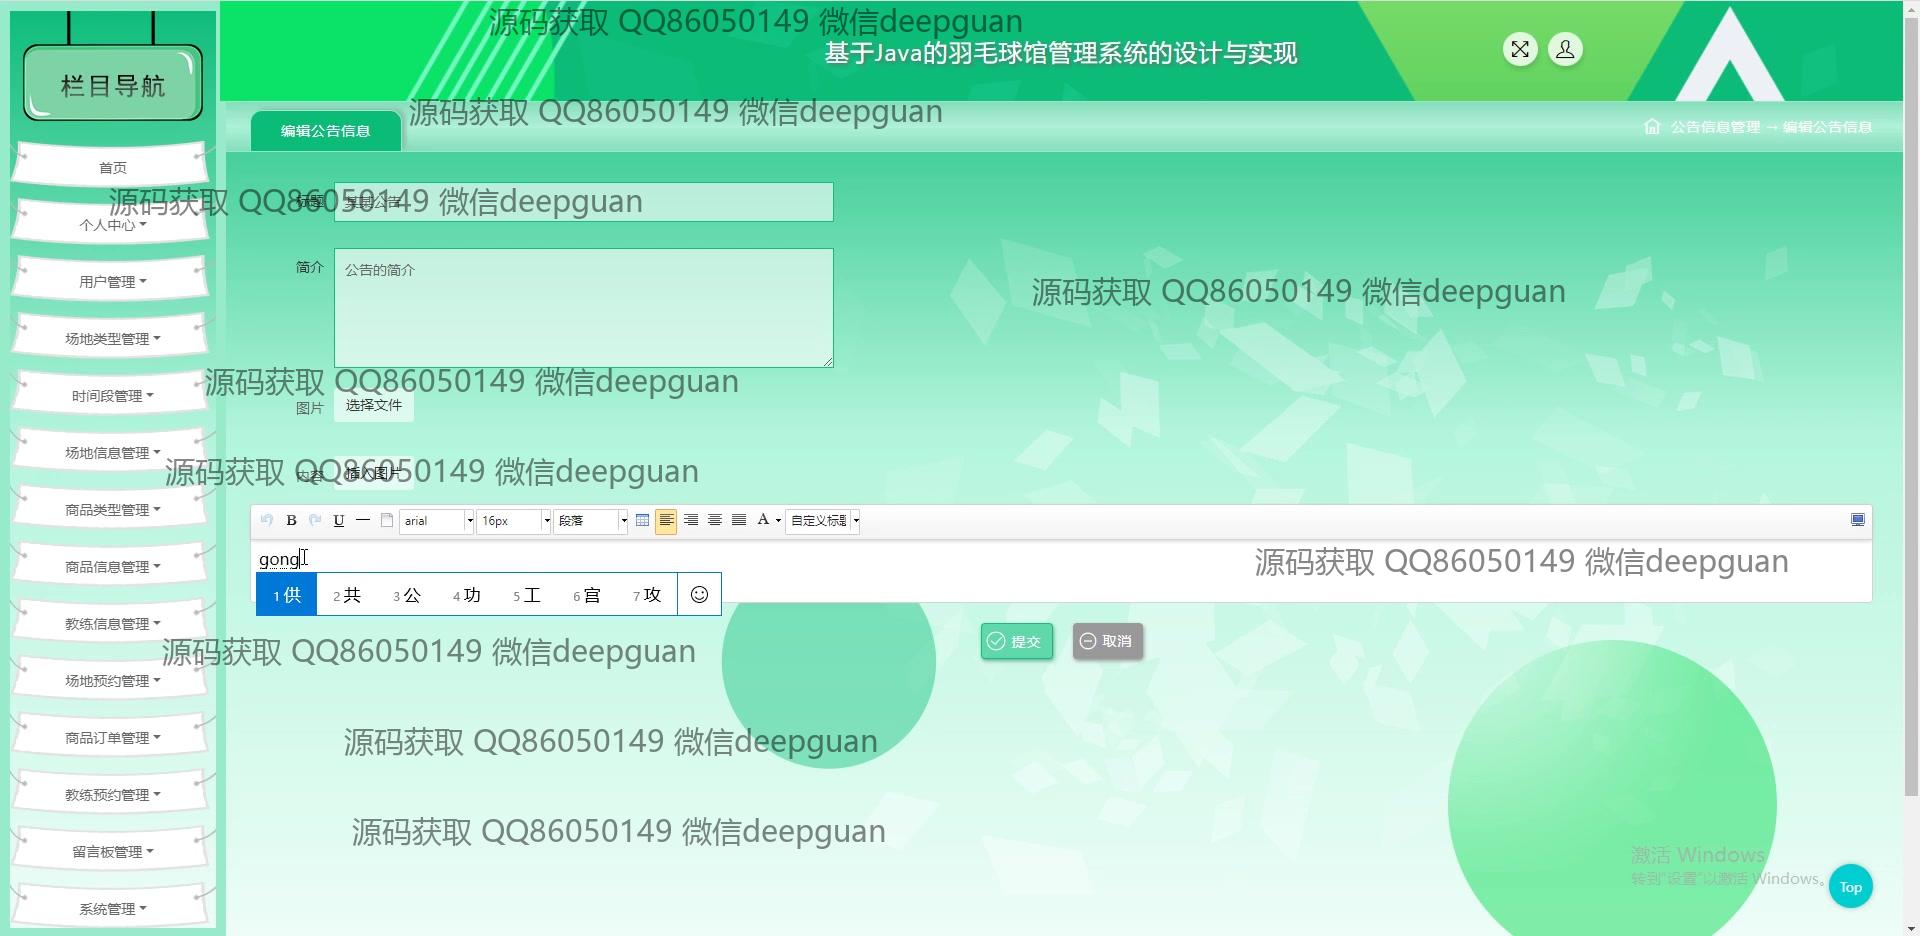 源码获取 QQ86050149 微信deepguan
基于Java的羽毛球馆管理系统的设计与实现
栏目导航
源码获取 QQ86050149 微信deepguan
编辑公告信息
公告信息管理 → 编辑公告信息
首页
源码获取 QQ86050149 微信deepguan
标题 某某公告
个人中心
用户管理
简介 公告的简介
源码获取 QQ86050149 微信deepguan
场地类型管理
源码获取 QQ86050149 微信deepguan
时间段管理
图片 选择文件
场地信息管理
源码获取 QQ86050149 微信deepguan
内容 插入图片
商品类型管理
B U arial 16px 段落 A 自定义标题
gong
源码获取 QQ86050149 微信deepguan
商品信息管理
1 供 2 共 3 公 4 功 5 工 6 宫 7 攻
教练信息管理
提交 取消
源码获取 QQ86050149 微信deepguan
场地预约管理
商品订单管理
源码获取 QQ86050149 微信deepguan
教练预约管理
源码获取 QQ86050149 微信deepguan
留言板管理
激活 Windows
转到"设置"以激活 Windows。
Top
系统管理